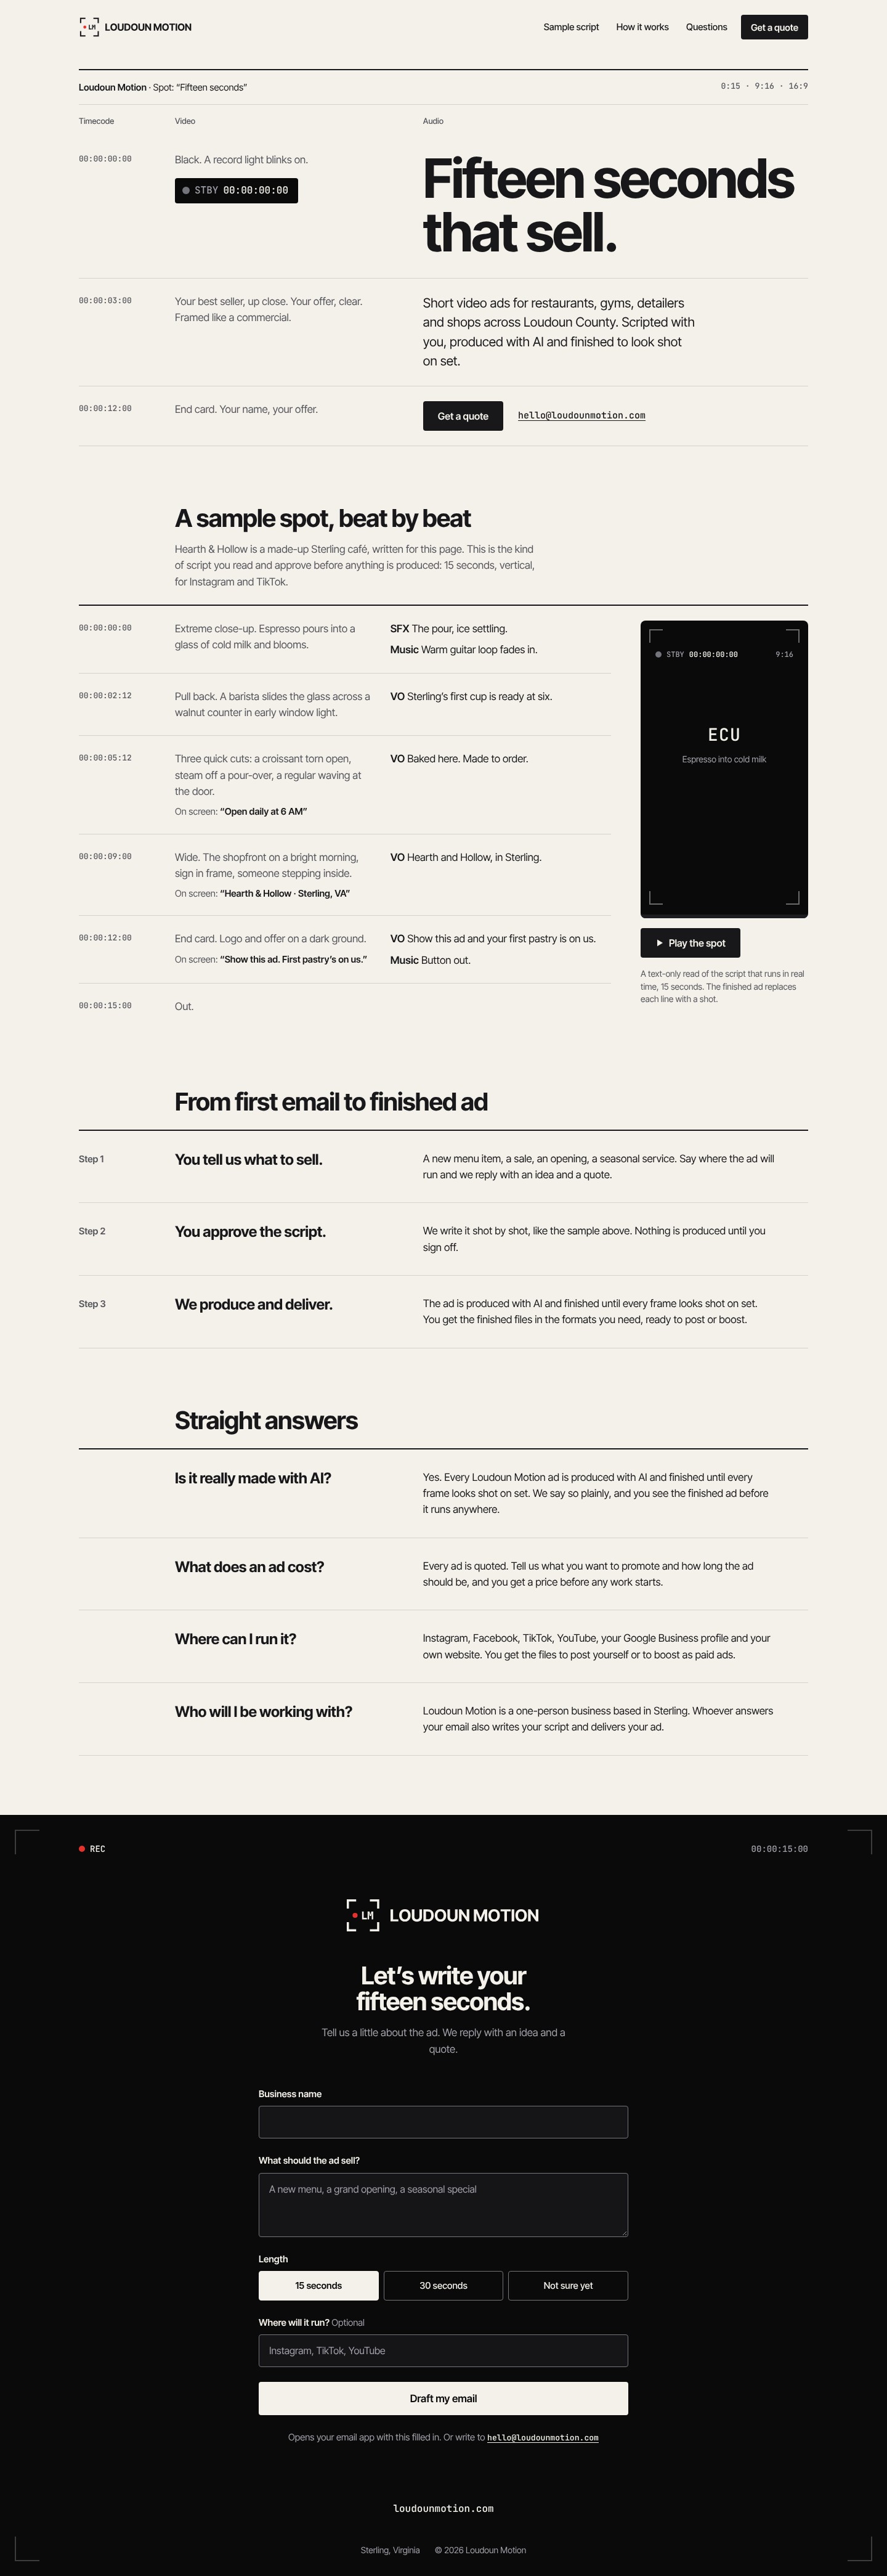 LM LOUDOUN MOTION
Sample script How it works Questions Get a quote
Loudoun Motion · Spot: “Fifteen seconds”
0:15 · 9:16 · 16:9
Timecode Video Audio
00:00:00:00
Black. A record light blinks on.
STBY 00:00:00:00
Fifteen seconds
that sell.
00:00:03:00
Your best seller, up close. Your offer, clear.
Framed like a commercial.
Short video ads for restaurants, gyms, detailers
and shops across Loudoun County. Scripted with
you, produced with AI and finished to look shot
on set.
00:00:12:00
End card. Your name, your offer.
Get a quote
hello@loudounmotion.com
A sample spot, beat by beat
Hearth & Hollow is a made-up Sterling café, written for this page. This is the kind
of script you read and approve before anything is produced: 15 seconds, vertical,
for Instagram and TikTok.
00:00:00:00
Extreme close-up. Espresso pours into a
glass of cold milk and blooms.
SFX The pour, ice settling.
Music Warm guitar loop fades in.
00:00:02:12
Pull back. A barista slides the glass across a
walnut counter in early window light.
VO Sterling’s first cup is ready at six.
00:00:05:12
Three quick cuts: a croissant torn open,
steam off a pour-over, a regular waving at
the door.
On screen: “Open daily at 6 AM”
VO Baked here. Made to order.
00:00:09:00
Wide. The shopfront on a bright morning,
sign in frame, someone stepping inside.
On screen: “Hearth & Hollow · Sterling, VA”
VO Hearth and Hollow, in Sterling.
00:00:12:00
End card. Logo and offer on a dark ground.
On screen: “Show this ad. First pastry’s on us.”
VO Show this ad and your first pastry is on us.
Music Button out.
00:00:15:00
Out.
STBY 00:00:00:00
9:16
ECU
Espresso into cold milk
Play the spot
A text-only read of the script that runs in real
time, 15 seconds. The finished ad replaces
each line with a shot.
From first email to finished ad
Step 1
You tell us what to sell.
A new menu item, a sale, an opening, a seasonal service. Say where the ad will
run and we reply with an idea and a quote.
Step 2
You approve the script.
We write it shot by shot, like the sample above. Nothing is produced until you
sign off.
Step 3
We produce and deliver.
The ad is produced with AI and finished until every frame looks shot on set.
You get the finished files in the formats you need, ready to post or boost.
Straight answers
Is it really made with AI?
Yes. Every Loudoun Motion ad is produced with AI and finished until every
frame looks shot on set. We say so plainly, and you see the finished ad before
it runs anywhere.
What does an ad cost?
Every ad is quoted. Tell us what you want to promote and how long the ad
should be, and you get a price before any work starts.
Where can I run it?
Instagram, Facebook, TikTok, YouTube, your Google Business profile and your
own website. You get the files to post yourself or to boost as paid ads.
Who will I be working with?
Loudoun Motion is a one-person business based in Sterling. Whoever answers
your email also writes your script and delivers your ad.
REC
00:00:15:00
LM LOUDOUN MOTION
Let’s write your
fifteen seconds.
Tell us a little about the ad. We reply with an idea and a
quote.
Business name
What should the ad sell?
A new menu, a grand opening, a seasonal special
Length
15 seconds 30 seconds Not sure yet
Where will it run? Optional
Instagram, TikTok, YouTube
Draft my email
Opens your email app with this filled in. Or write to hello@loudounmotion.com
loudounmotion.com
Sterling, Virginia © 2026 Loudoun Motion